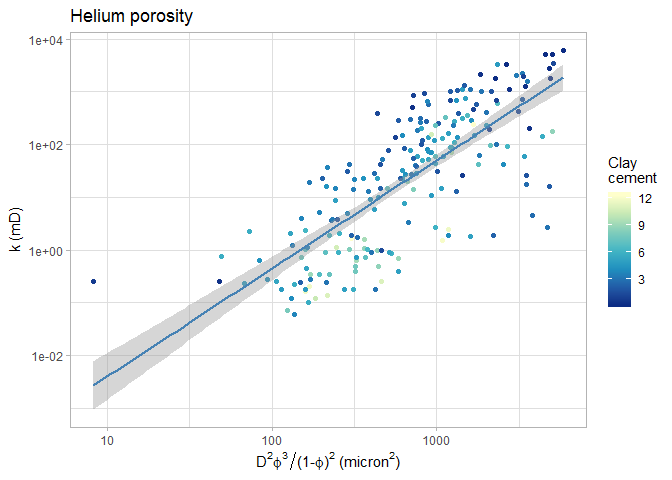 Helium porosity
1e+04
1e+02
1e+00
1e-02
k (mD)
10
100
1000
D²ϕ³/(1-ϕ)² (micron²)
Clay
cement
12
9
6
3